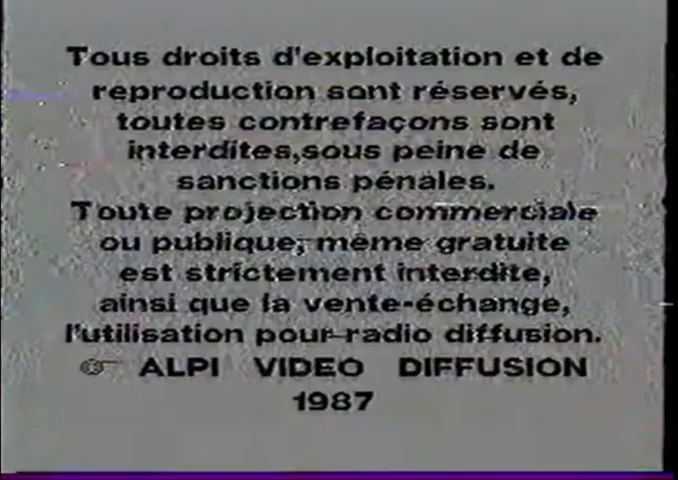 Tous droits d'exploitation et de
reproduction sont réservés,
toutes contrefaçons sont
interdites,sous peine de
sanctions pénales.
Toute projection commerciale
ou publique, même gratuite
est strictement interdite,
ainsi que la vente-échange,
l'utilisation pour radio diffusion.
☞ ALPI VIDEO DIFFUSION
1987